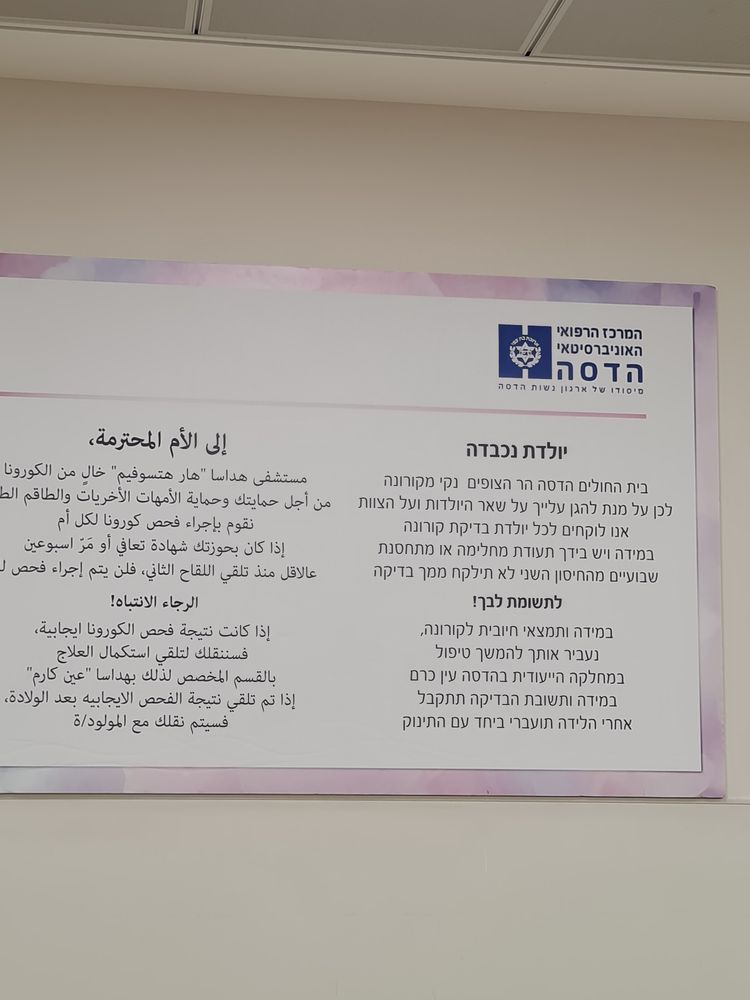 המרכז הרפואי
האוניברסיטאי
הדסה
מיסודו של ארגון נשות הדסה
יולדת נכבדה
בית החולים הדסה הר הצופים נקי מקורונה
לכן על מנת להגן עלייך על שאר היולדות ועל הצוות
אנו לוקחים לכל יולדת בדיקת קורונה
במידה ויש בידך תעודת מחלימה או מתחסנת
שבועיים מהחיסון השני לא תילקח ממך בדיקה
לתשומת לבך!
במידה ותמצאי חיובית לקורונה,
נעביר אותך להמשך טיפול
במחלקה הייעודית בהדסה עין כרם
במידה ותשובת הבדיקה תתקבל
אחרי הלידה תועברי ביחד עם התינוק
إلى الأم المحترمة،
مستشفى هداسا "هار هتسوفيم" خالٍ من الكورونا
من أجل حمايتك وحماية الأمهات الأخريات والطاقم
نقوم بإجراء فحص كورونا لكل أم
إذا كان بحوزتك شهادة تعافي أو مَرّ اسبوعين
عالاقل منذ تلقي اللقاح الثاني، فلن يتم إجراء فحص
الرجاء الانتباه!
إذا كانت نتيجة فحص الكورونا ايجابية،
فسننقلك لتلقي استكمال العلاج
بالقسم المخصص لذلك بهداسا "عين كارم"
إذا تم تلقي نتيجة الفحص الايجابيه بعد الولادة،
فسيتم نقلك مع المولود/ة